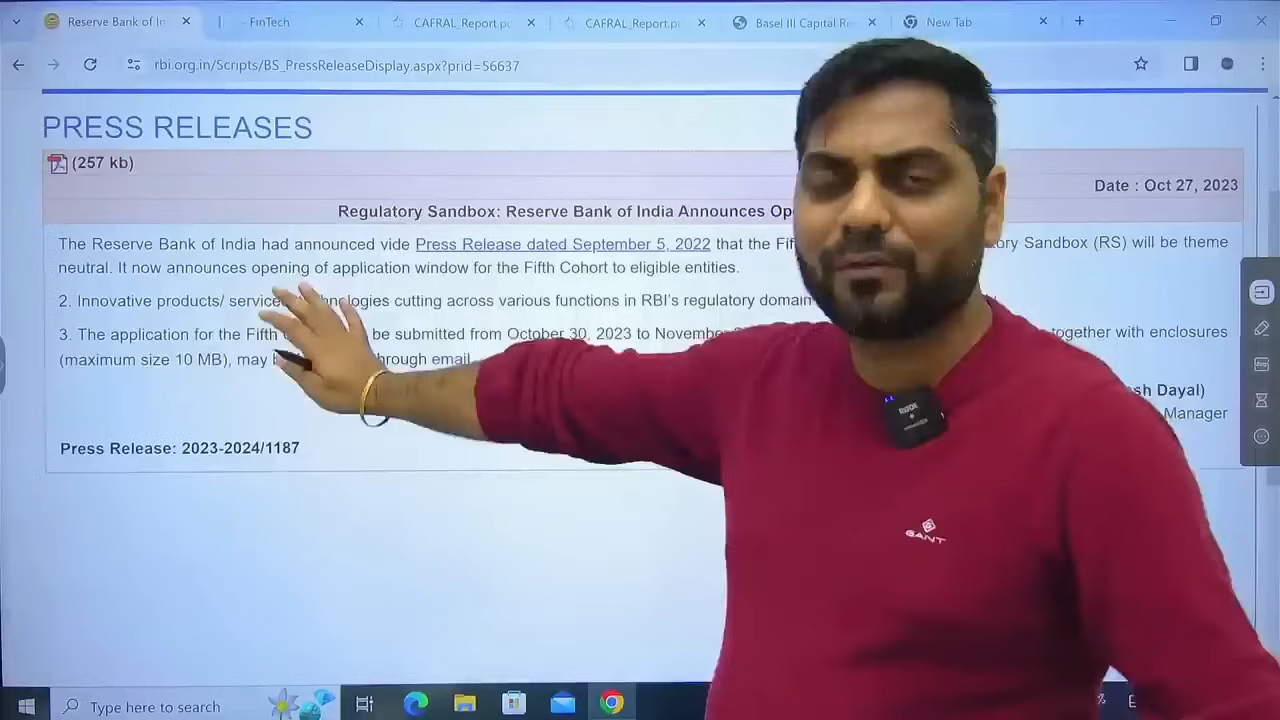 Reserve Bank of In
- FinTech
CAFRAL_Report.pc
CAFRAL_Report.p
Basel III Capital Re
New Tab
rbi.org.in/Scripts/BS_PressReleaseDisplay.aspx?prid=56637
PRESS RELEASES
(257 kb)
Date : Oct 27, 2023
Regulatory Sandbox: Reserve Bank of India Announces Op
The Reserve Bank of India had announced vide Press Release dated September 5, 2022 that the Fif ory Sandbox (RS) will be theme
neutral. It now announces opening of application window for the Fifth Cohort to eligible entities.
2. Innovative products/ service nologies cutting across various functions in RBI's regulatory domain
3. The application for the Fifth be submitted from October 30, 2023 to Novembe together with enclosures
(maximum size 10 MB), may hrough email
sh Dayal)
Manager
Press Release: 2023-2024/1187
RODE
GANT
Type here to search